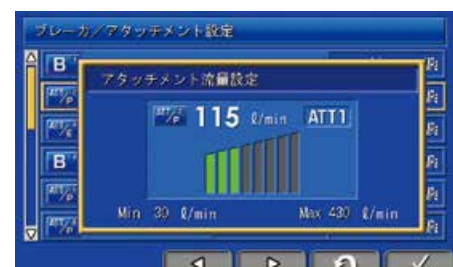 ブレーカ/アタッチメント設定
B
アタッチメント流量設定
ATT/P 115 ℓ/min ATT1
B
Min 30 ℓ/min Max 430 ℓ/min